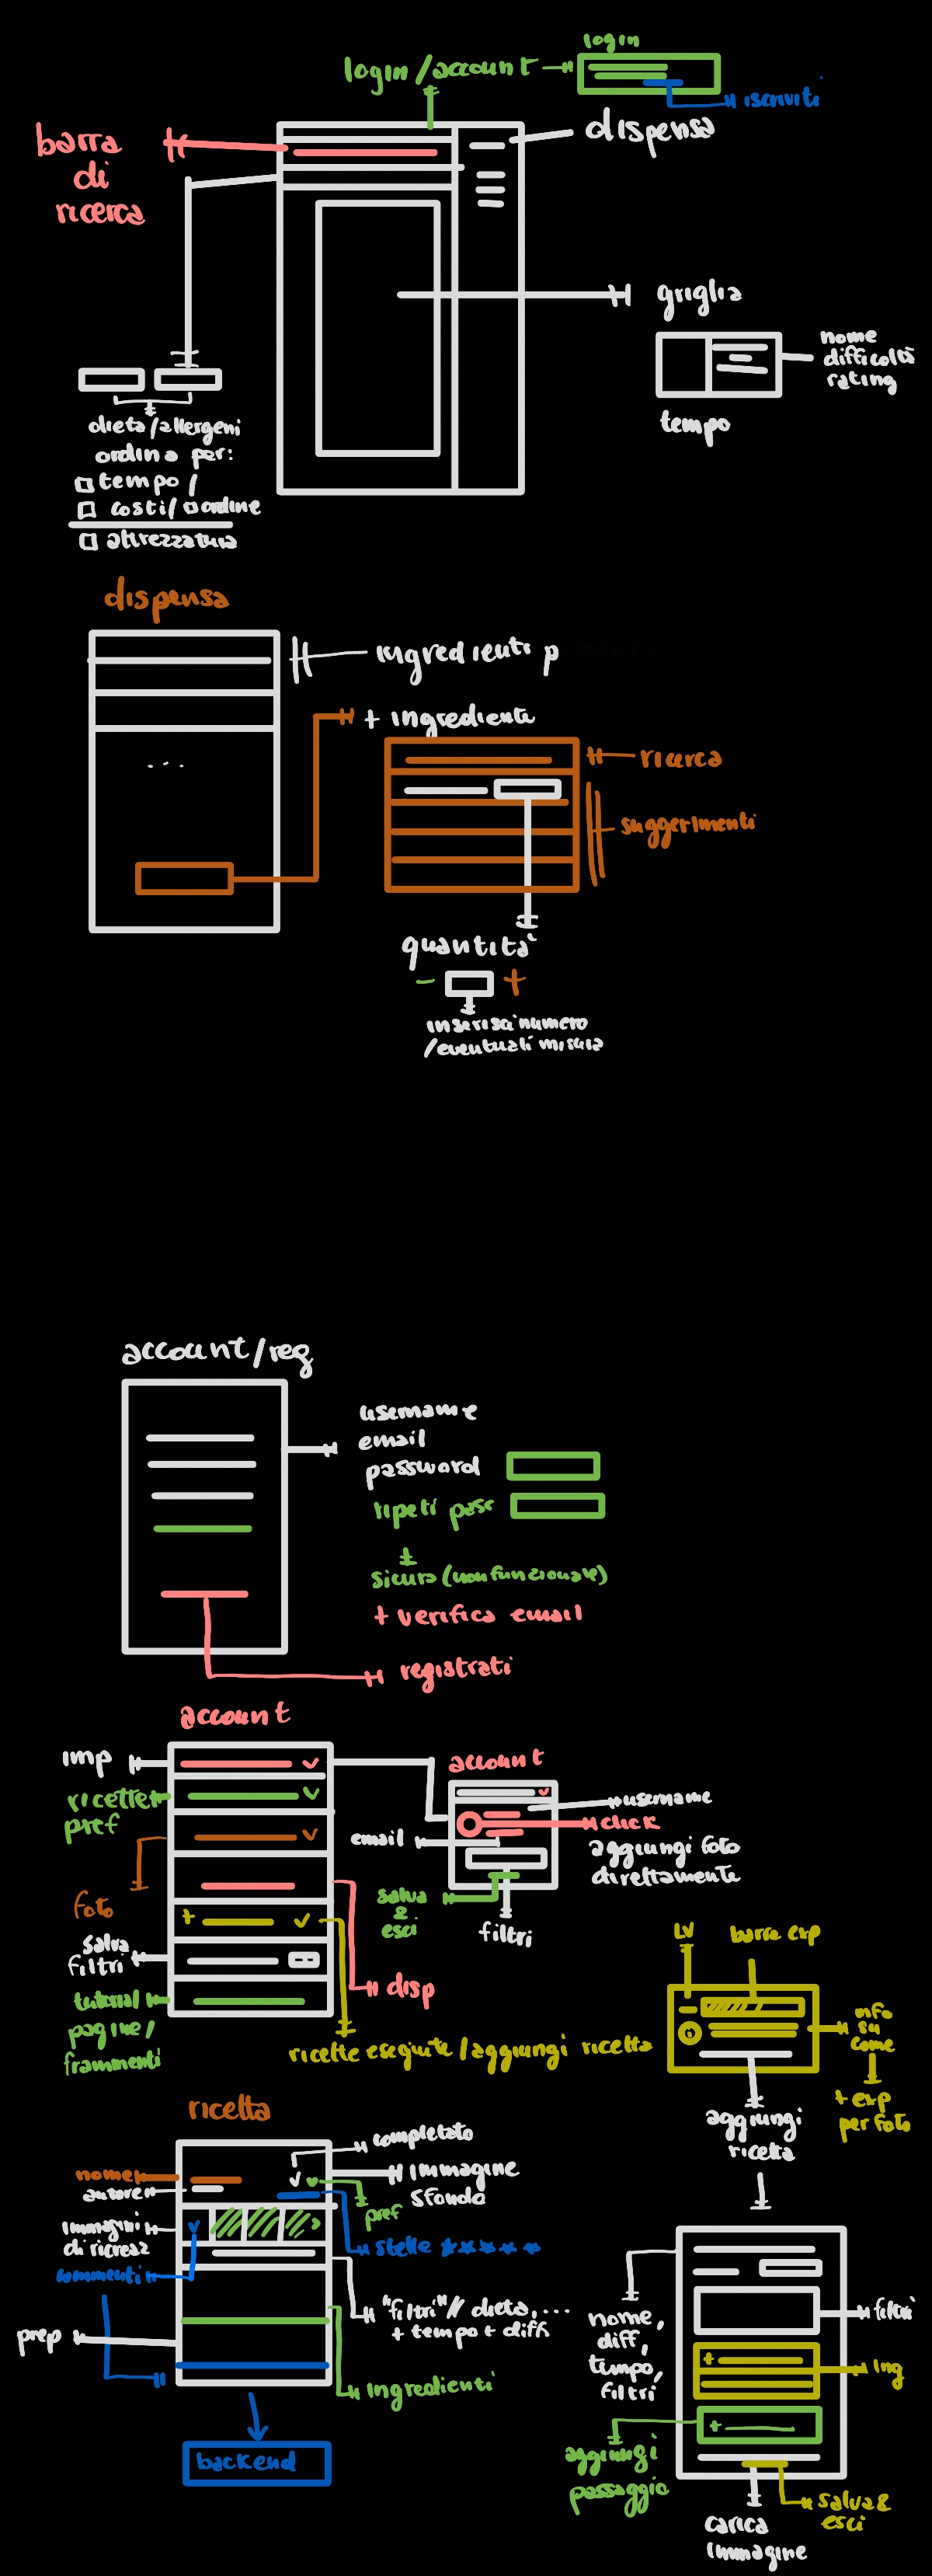 login
login/account
iscriviti
dispensa
barra
di
ricerca
griglia
nome
difficoltà
rating
tempo
dieta/allergeni
ordina per:
tempo/
costi/ ordine
attrezzatura
dispensa
ingredienti p
+ ingrediente
ricerca
suggerimenti
quantità
- +
inserisci numero
/eventuali misura
account/reg
username
email
password
ripeti pass
sicura (non funzionare)
+ verifica email
registrati
account
imp
ricette
pref
foto
salva
filtri
tutorial
pagine/
frammenti
+
disp
ricette eseguite/aggiungi ricetta
account
username
click
aggiungi foto
direttamente
email
salva
&
esci
filtri
LV
barra exp
info
su
come
+ exp
per foto
aggiungi
ricetta
ricetta
completato
immagine
sfondo
pref
stelle ★★★★★
nome
autore
immagini
di
commenti
prep
"filtri"// dieta, ...
+ tempo + diff.
ingredienti
backend
nome,
diff,
tempo,
filtri
filtri
+
ing
+
aggiungi
passaggio
salva &
esci
carica
immagine